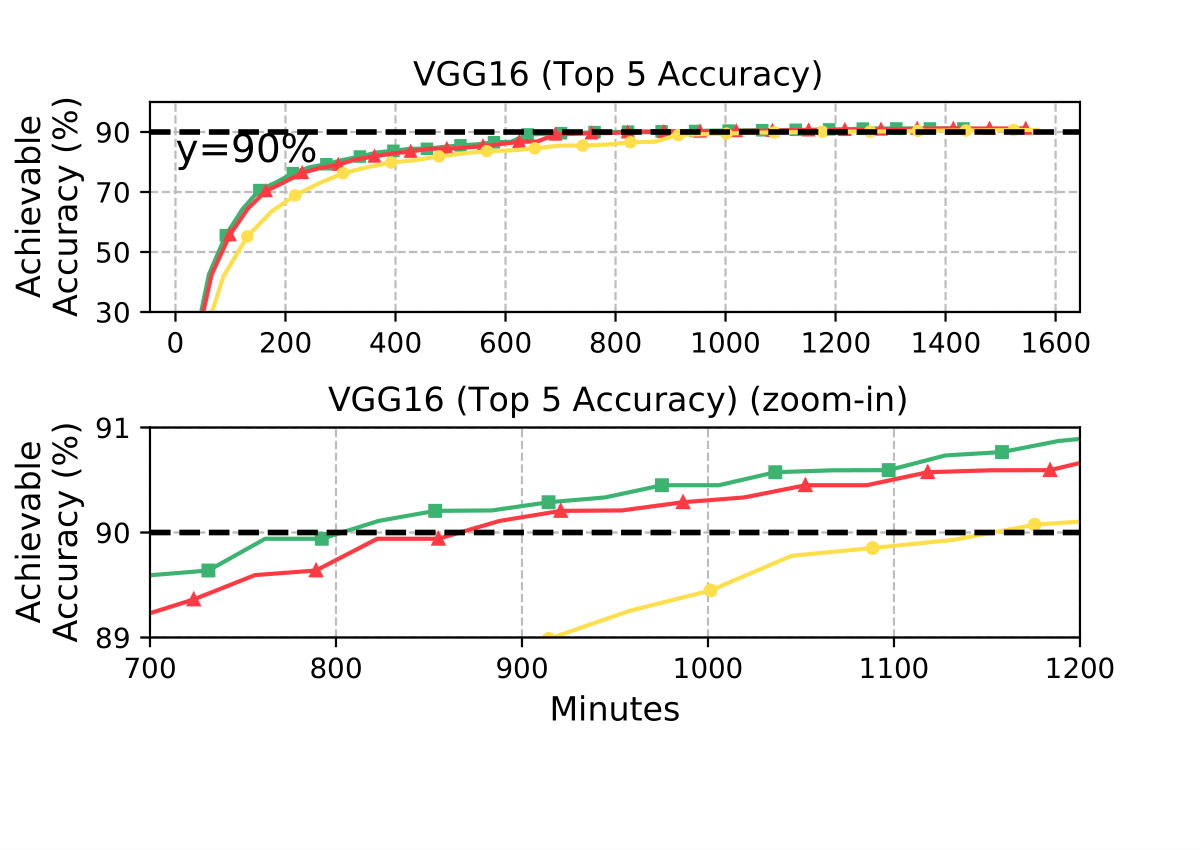 VGG16 (Top 5 Accuracy)
Achievable
Accuracy (%)
90
70
50
30
y=90%
0 200 400 600 800 1000 1200 1400 1600
VGG16 (Top 5 Accuracy) (zoom-in)
Achievable
Accuracy (%)
91
90
89
700 800 900 1000 1100 1200
Minutes